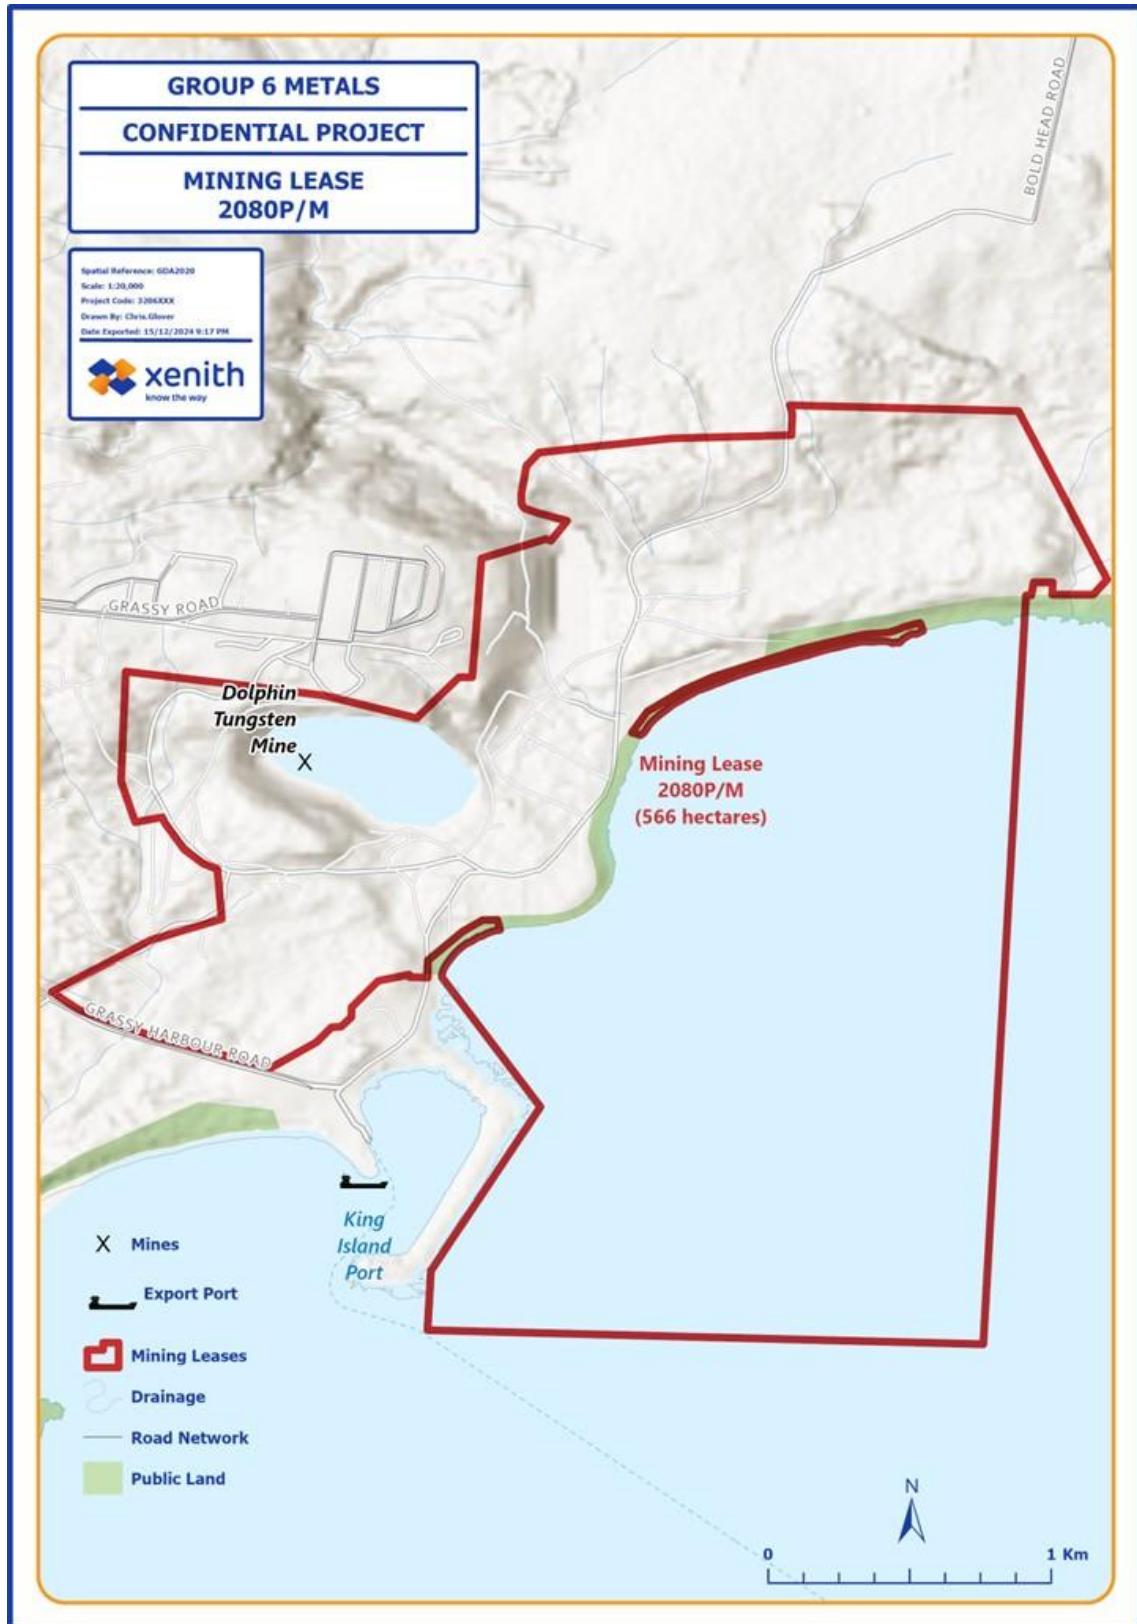 GROUP 6 METALS
CONFIDENTIAL PROJECT
MINING LEASE
2080P/M
Spatial Reference: GDA2020
Scale: 1:20,000
Project Code: 3206XXX
Drawn By: Chris.Glover
Date Exported: 15/12/2024 9:17 PM
xenith
know the way
BOLD HEAD ROAD
GRASSY ROAD
Dolphin
Tungsten
Mine
X
Mining Lease
2080P/M
(566 hectares)
GRASSY HARBOUR ROAD
King
Island
Port
X Mines
Export Port
Mining Leases
Drainage
Road Network
Public Land
N
0 1 Km